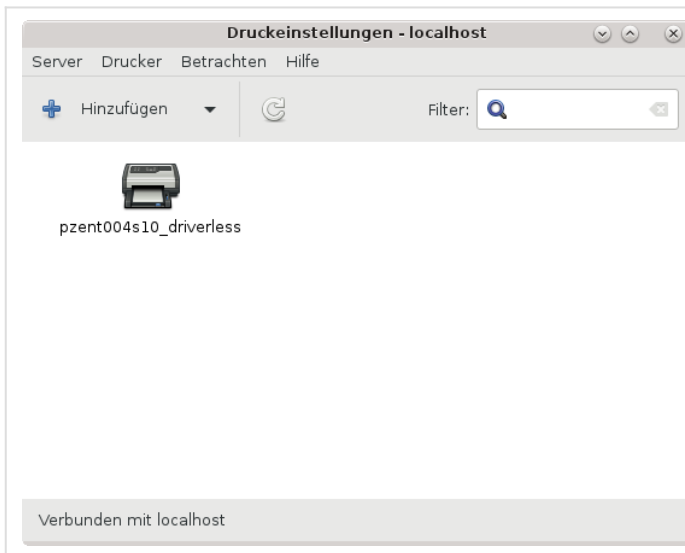 Druckeinstellungen - localhost
Server Drucker Betrachten Hilfe
Hinzufügen Filter:
pzent004s10_driverless
Verbunden mit localhost